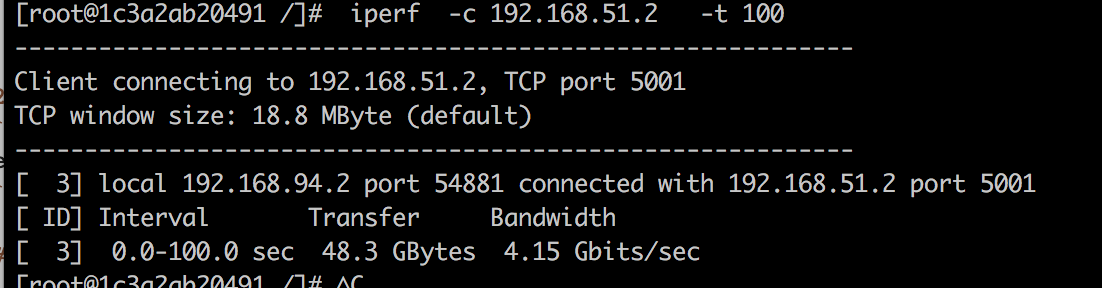 [root@1c3a2ab20491 /]#  iperf  -c 192.168.51.2   -t 100
------------------------------------------------------------
Client connecting to 192.168.51.2, TCP port 5001
TCP window size: 18.8 MByte (default)
------------------------------------------------------------
[  3] local 192.168.94.2 port 54881 connected with 192.168.51.2 port 5001
[ ID] Interval       Transfer     Bandwidth
[  3]  0.0-100.0 sec  48.3 GBytes  4.15 Gbits/sec
[root@1c3a2ab20491 /]# ^C